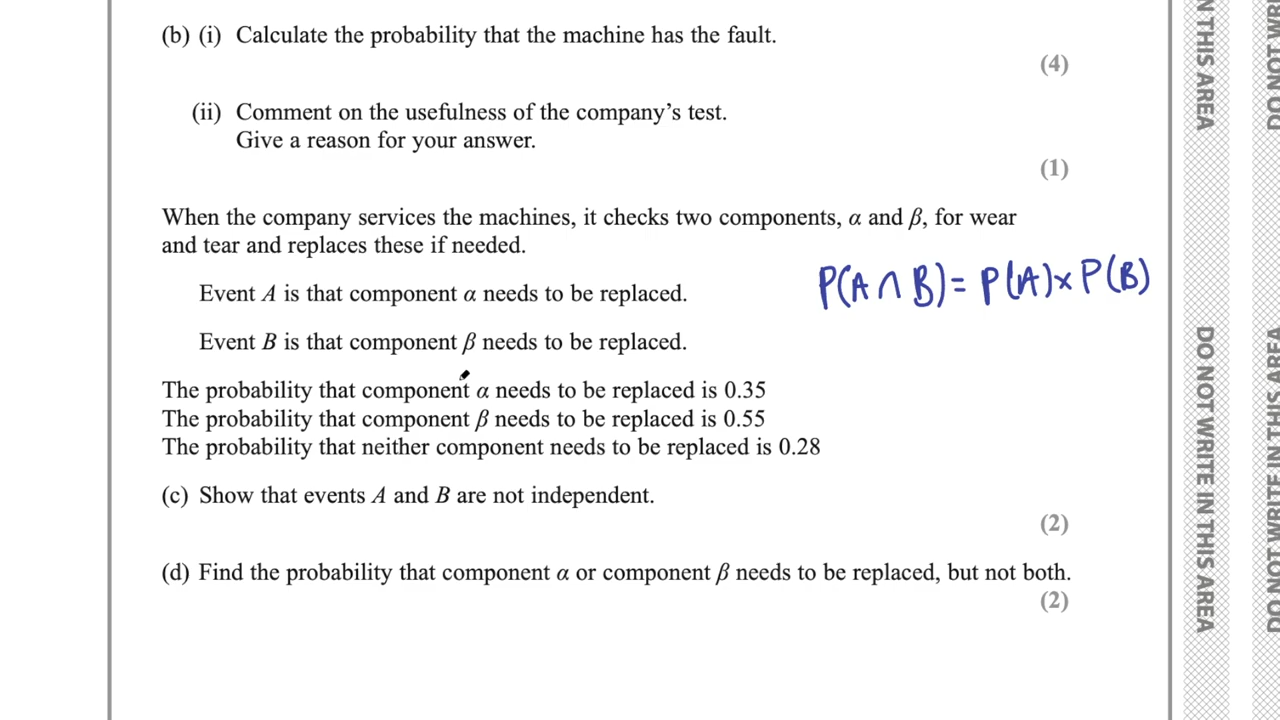 (b) (i) Calculate the probability that the machine has the fault.
(4)
(ii) Comment on the usefulness of the company's test.
Give a reason for your answer.
(1)
When the company services the machines, it checks two components, α and β, for wear
and tear and replaces these if needed.
P(A ∩ B) = P(A) × P(B)
Event A is that component α needs to be replaced.
Event B is that component β needs to be replaced.
The probability that component α needs to be replaced is 0.35
The probability that component β needs to be replaced is 0.55
The probability that neither component needs to be replaced is 0.28
(c) Show that events A and B are not independent.
(2)
(d) Find the probability that component α or component β needs to be replaced, but not both.
(2)
N THIS AREA
DO NOT WRITE IN THIS AREA
DO NOT WRI
DO NOT WRITE IN THIS AREA